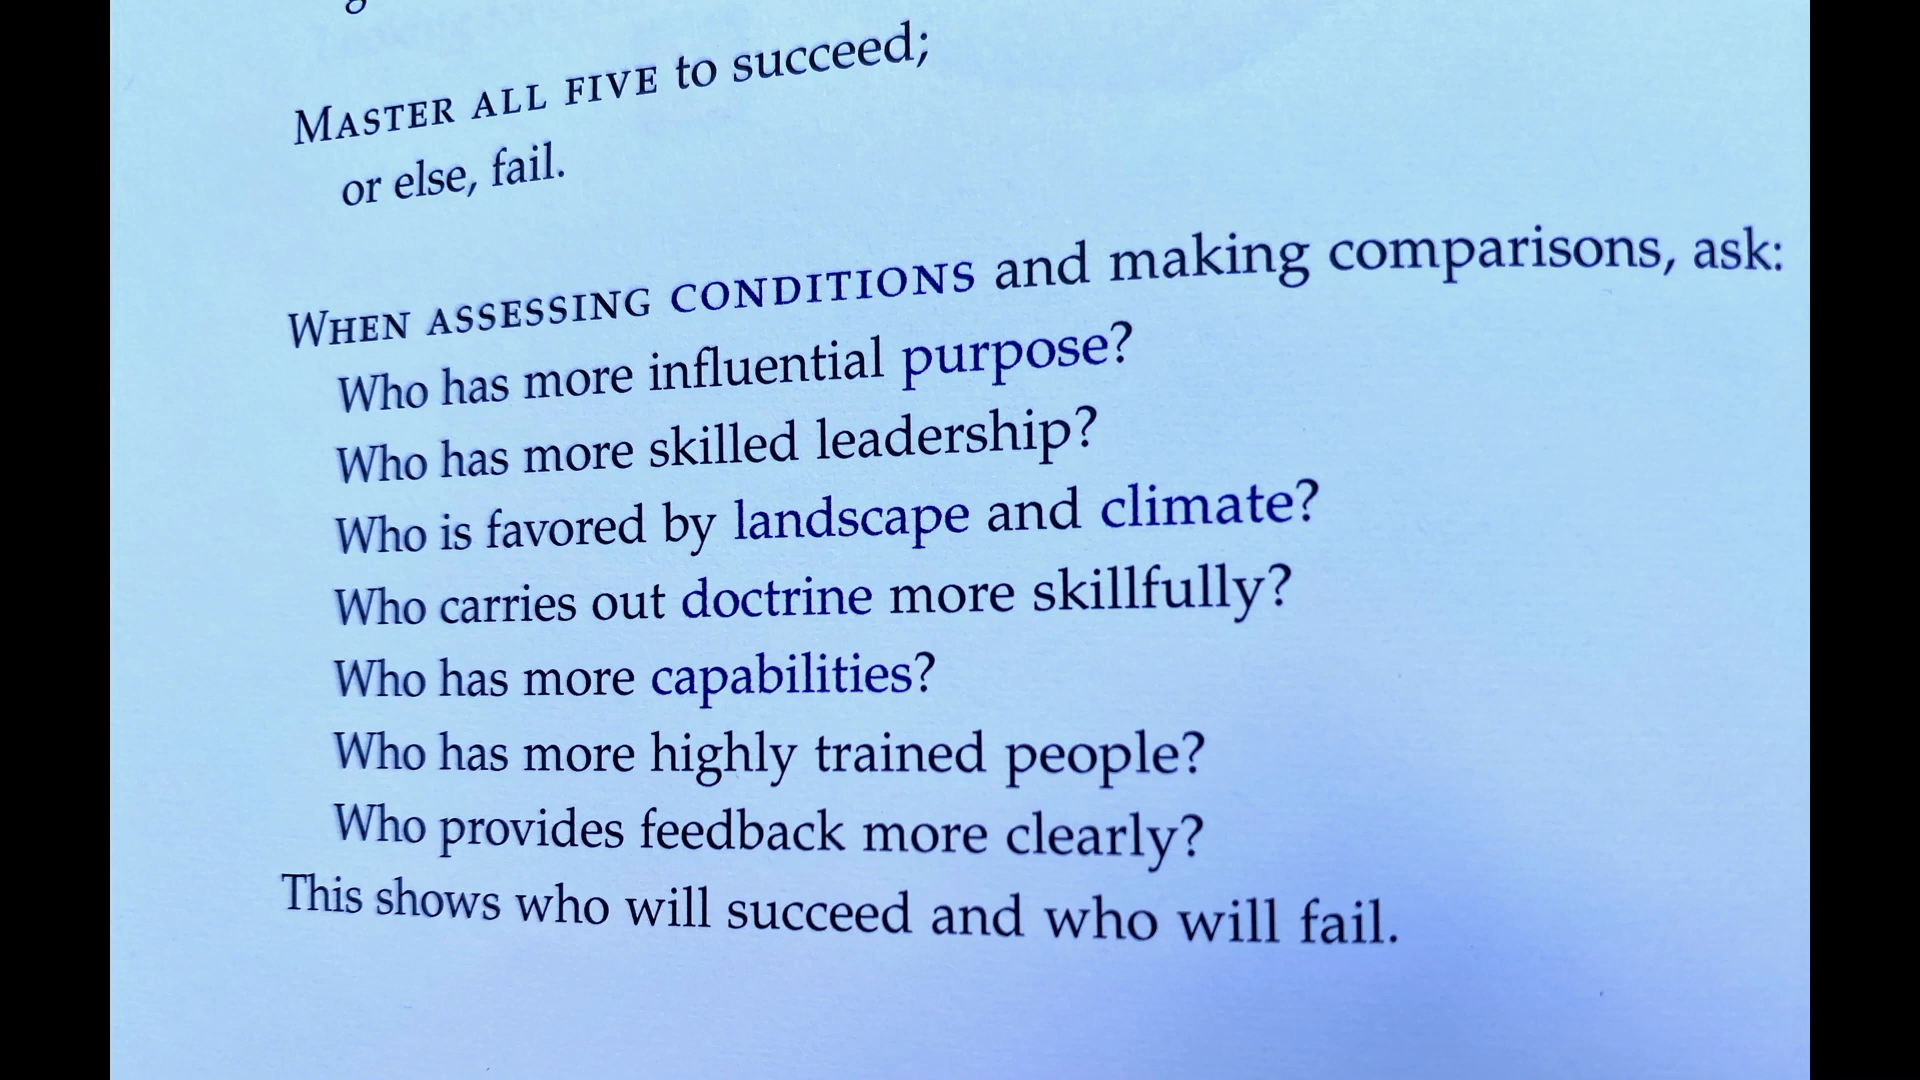 MASTER ALL FIVE to succeed;
or else, fail.
WHEN ASSESSING CONDITIONS and making comparisons, ask:
Who has more influential purpose?
Who has more skilled leadership?
Who is favored by landscape and climate?
Who carries out doctrine more skillfully?
Who has more capabilities?
Who has more highly trained people?
Who provides feedback more clearly?
This shows who will succeed and who will fail.